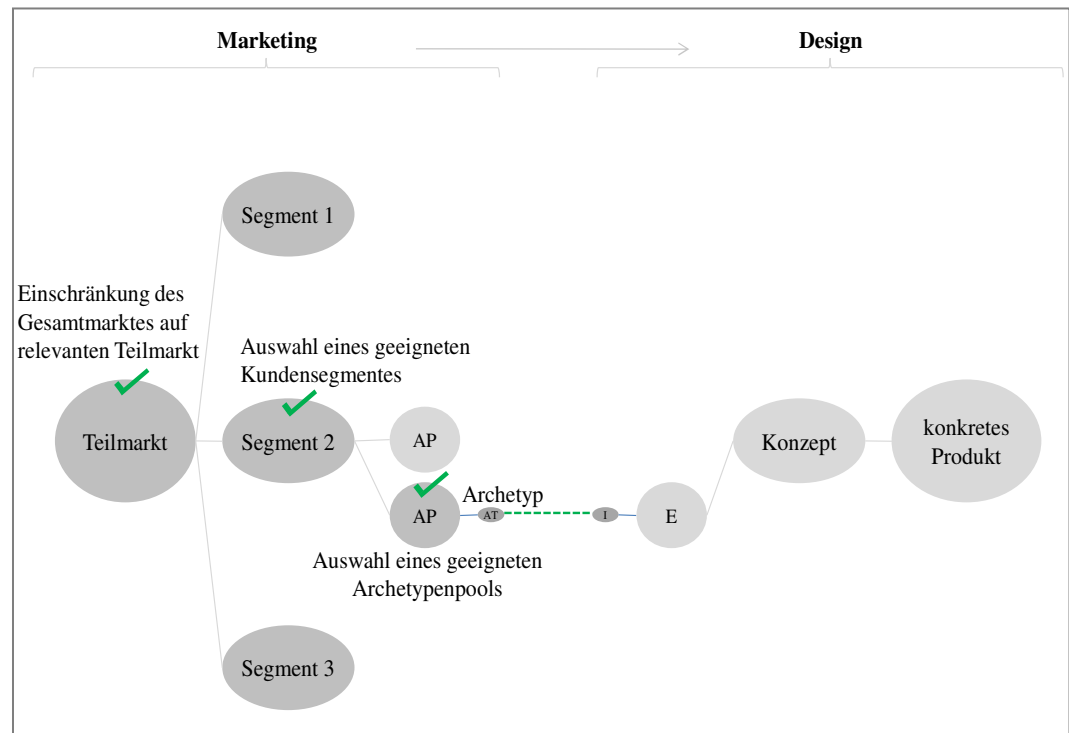 Marketing
Design
Segment 1
Einschränkung des
Gesamtmarktes auf
relevanten Teilmarkt
Auswahl eines geeigneten
Kundensegmentes
Teilmarkt
Segment 2
AP
Konzept
konkretes
Produkt
AP
Archetyp
AT
I
E
Auswahl eines geeigneten
Archetypenpools
Segment 3